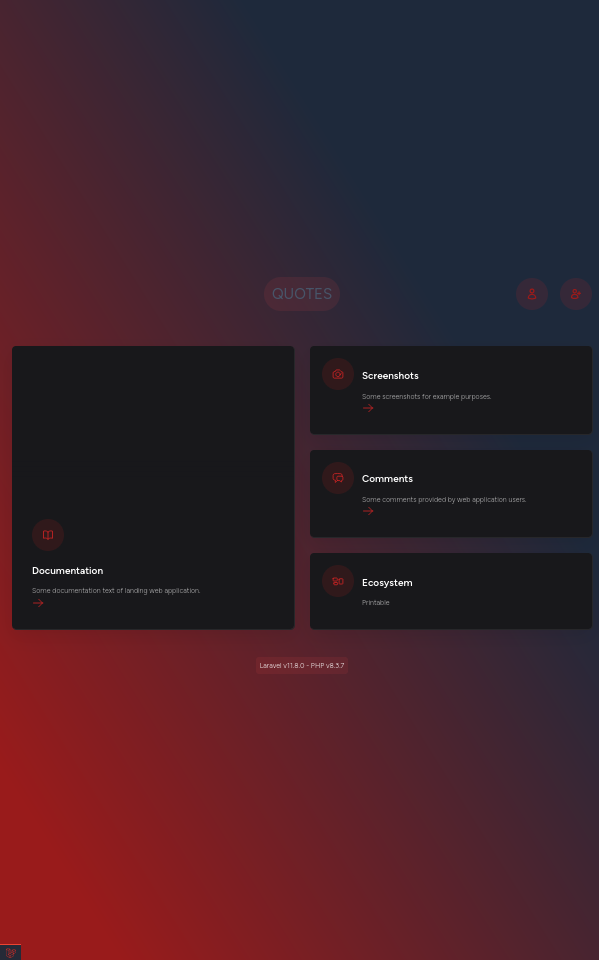 QUOTES
Documentation
Some documentation text of landing web application.
Screenshots
Some screenshots for example purposes.
Comments
Some comments provided by web application users.
Ecosystem
Printable
Laravel v11.8.0 - PHP v8.3.7